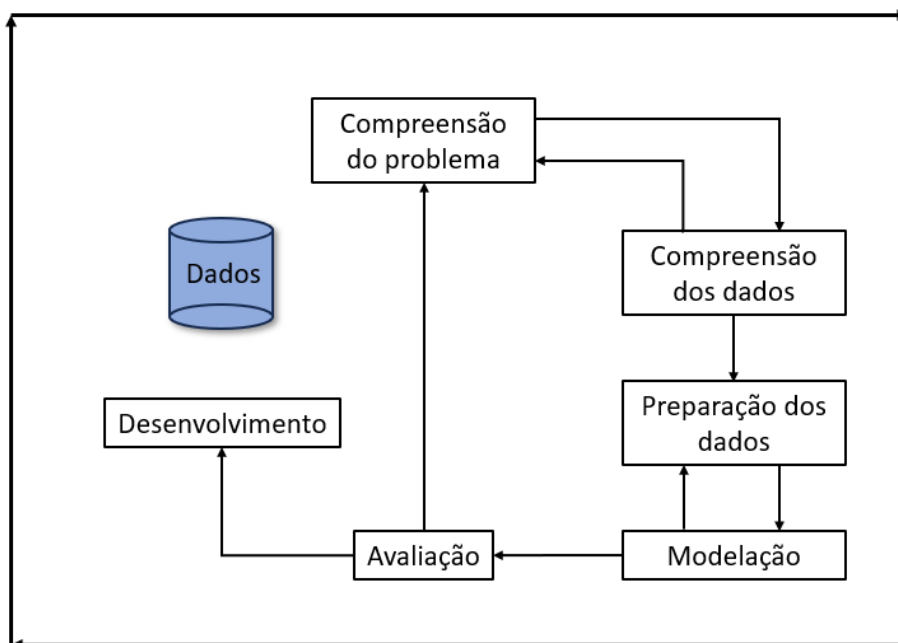 Compreensão
do problema
Dados
Compreensão
dos dados
Desenvolvimento
Preparação dos
dados
Avaliação
Modelação